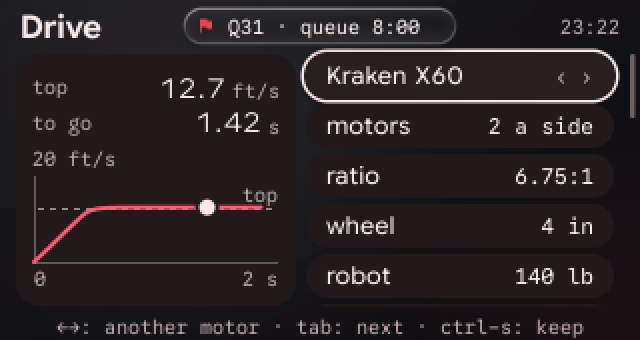 Drive
Q31 · queue 8:00
23:22
top 12.7 ft/s
to go 1.42 s
20 ft/s
top
0 2 s
Kraken X60 ‹ ›
motors 2 a side
ratio 6.75:1
wheel 4 in
robot 140 lb
↔: another motor · tab: next · ctrl-s: keep